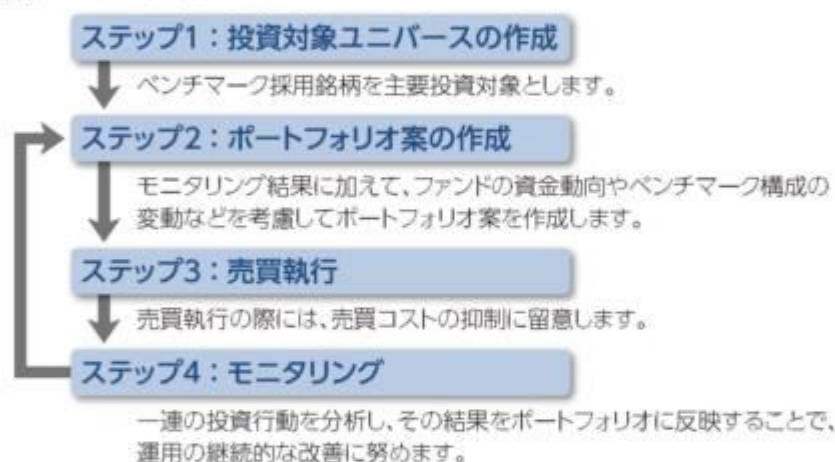 ステップ1：投資対象ユニバースの作成
ベンチマーク採用銘柄を主要投資対象とします。
ステップ2：ポートフォリオ案の作成
モニタリング結果に加えて、ファンドの資金動向やベンチマーク構成の
変動などを考慮してポートフォリオ案を作成します。
ステップ3：売買執行
売買執行の際には、売買コストの抑制に留意します。
ステップ4：モニタリング
一連の投資行動を分析し、その結果をポートフォリオに反映することで、
運用の継続的な改善に努めます。